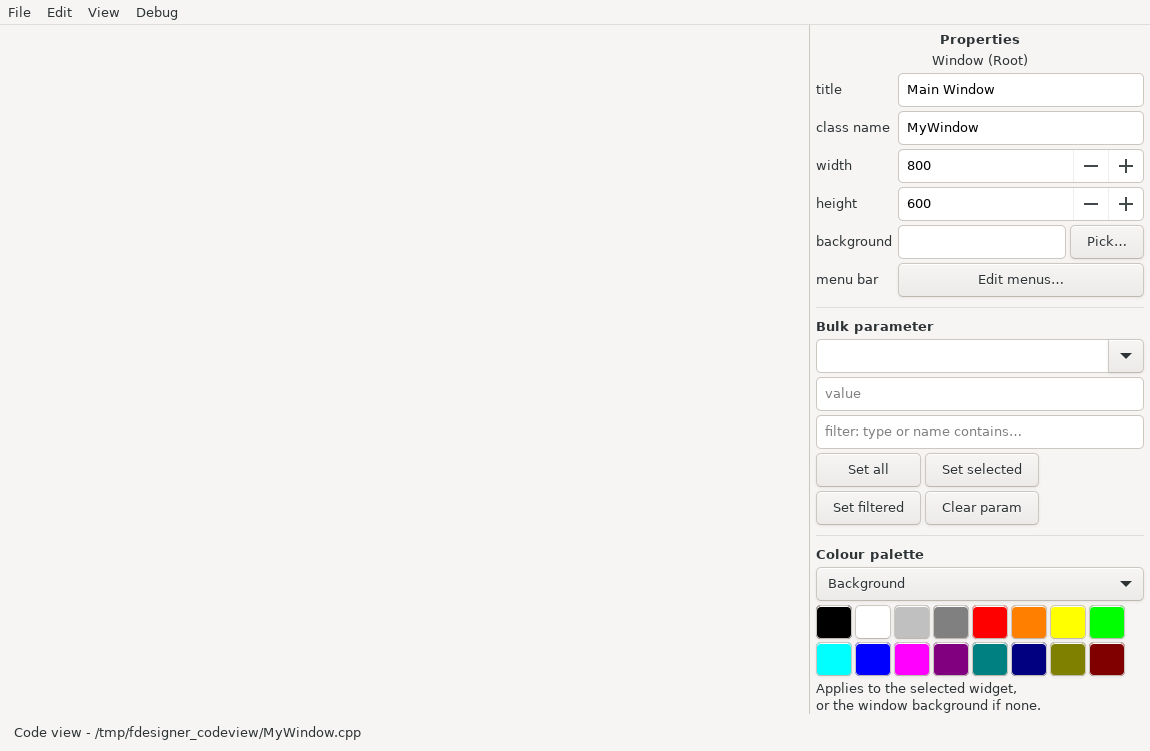 File Edit View Debug
Properties
Window (Root)
title Main Window
class name MyWindow
width 800
height 600
background Pick...
menu bar Edit menus...
Bulk parameter
value
filter: type or name contains...
Set all Set selected
Set filtered Clear param
Colour palette
Background
Applies to the selected widget,
or the window background if none.
Code view - /tmp/fdesigner_codeview/MyWindow.cpp